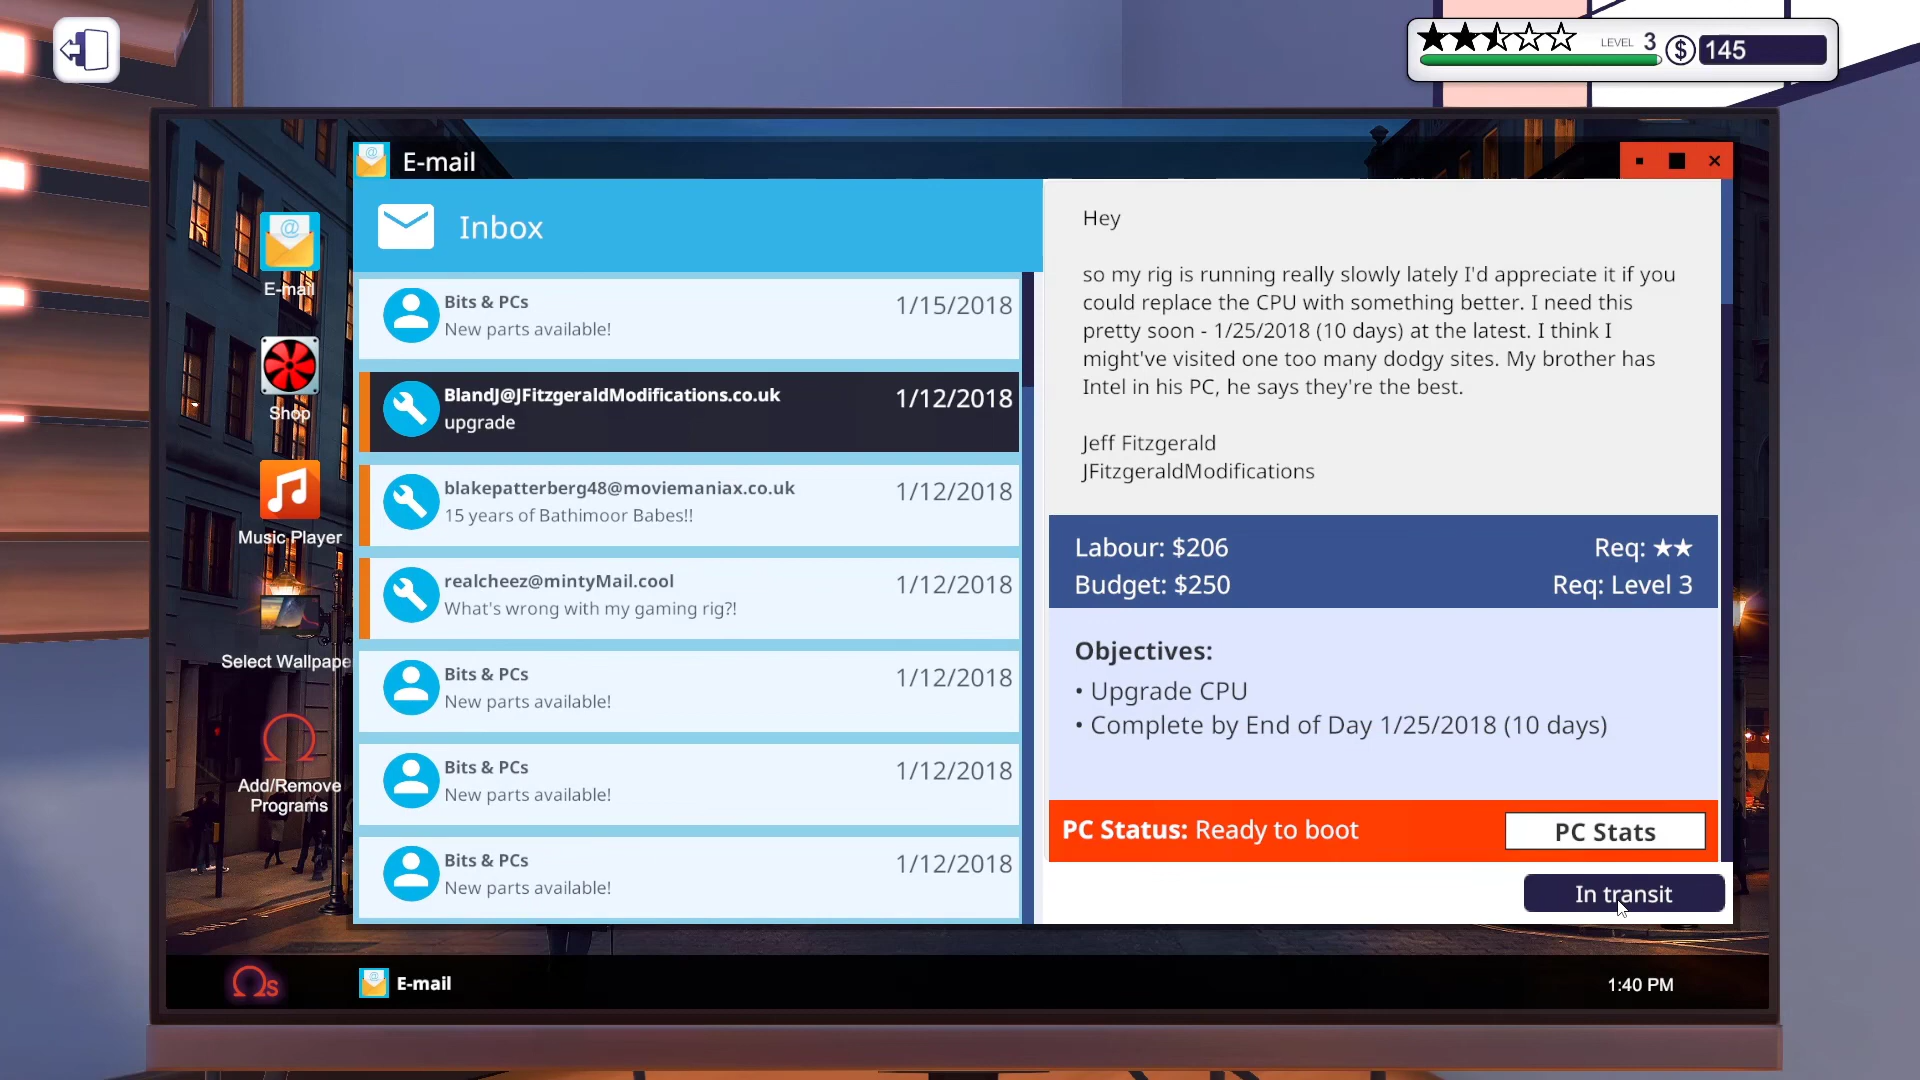 LEVEL 3 $ 145
E-mail
E-mail
Shop
Music Player
Select Wallpape
Add/Remove
Programs
Inbox
Bits & PCs 1/15/2018
New parts available!
BlandJ@JFitzgeraldModifications.co.uk 1/12/2018
upgrade
blakepatterberg48@moviemaniax.co.uk 1/12/2018
15 years of Bathimoor Babes!!
realcheez@mintyMail.cool 1/12/2018
What's wrong with my gaming rig?!
Bits & PCs 1/12/2018
New parts available!
Bits & PCs 1/12/2018
New parts available!
Bits & PCs 1/12/2018
New parts available!
Hey
so my rig is running really slowly lately I'd appreciate it if you
could replace the CPU with something better. I need this
pretty soon - 1/25/2018 (10 days) at the latest. I think I
might've visited one too many dodgy sites. My brother has
Intel in his PC, he says they're the best.
Jeff Fitzgerald
JFitzgeraldModifications
Labour: $206 Req: ★★
Budget: $250 Req: Level 3
Objectives:
• Upgrade CPU
• Complete by End of Day 1/25/2018 (10 days)
PC Status: Ready to boot PC Stats
In transit
Ωs E-mail 1:40 PM